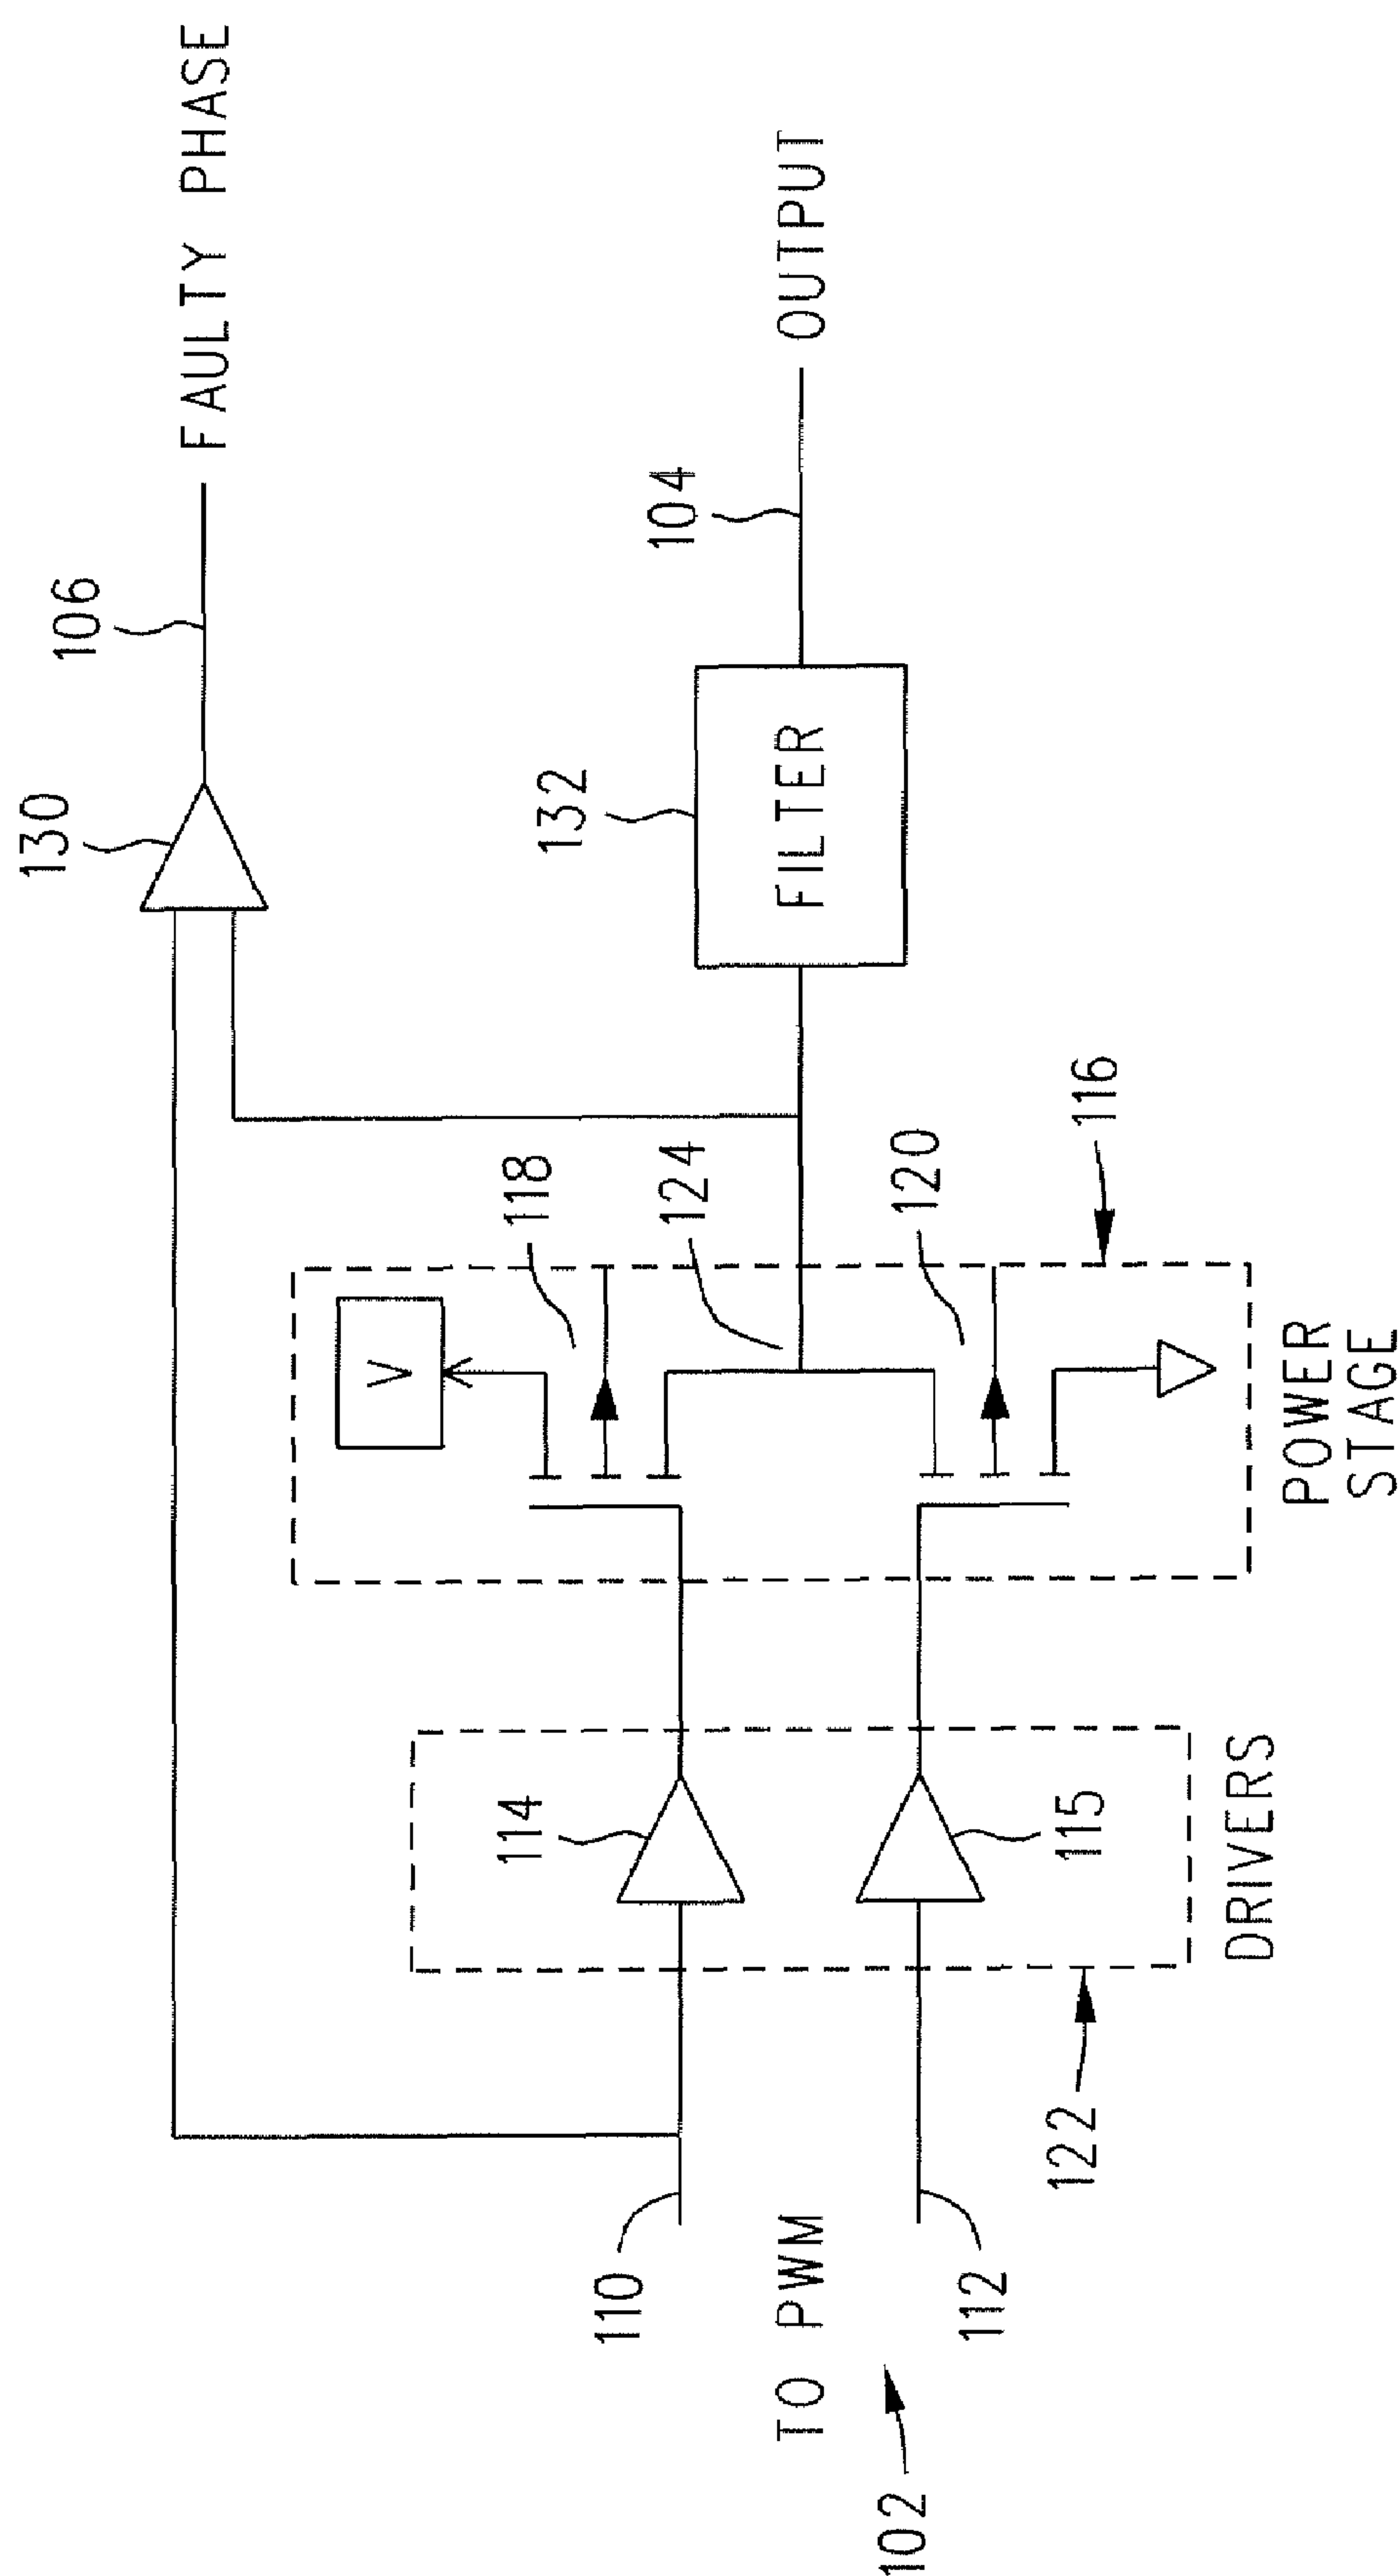 FAULTY PHASE
106
130
OUTPUT
104
132
FILTER
118
124
120
116
V
POWER
STAGE
114
115
DRIVERS
122
110
TO PWM
112
102